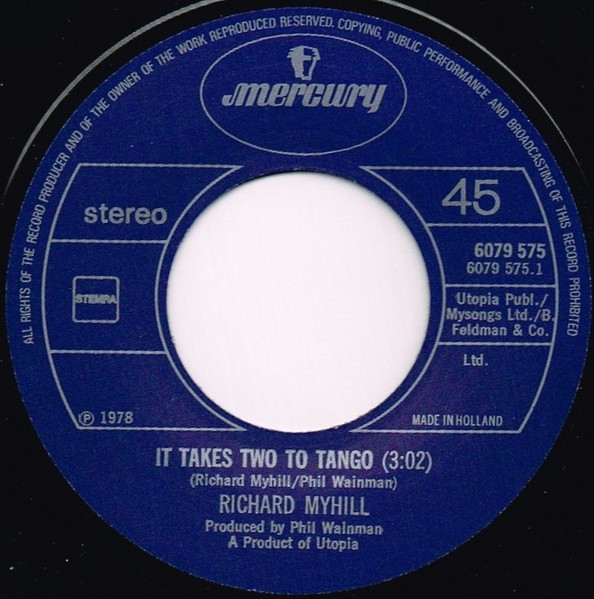 ALL RIGHTS OF THE RECORD PRODUCER AND OF THE OWNER OF THE WORK REPRODUCED RESERVED. COPYING, PUBLIC PERFORMANCE AND BROADCASTING OF THIS RECORD PROHIBITED
mercury
stereo
45
6079 575
6079 575.1
STEMRA
Utopia Publ./
Mysongs Ltd./B.
Feldman & Co.
Ltd.
℗ 1978
MADE IN HOLLAND
IT TAKES TWO TO TANGO (3:02)
(Richard Myhill/Phil Wainman)
RICHARD MYHILL
Produced by Phil Wainman
A Product of Utopia